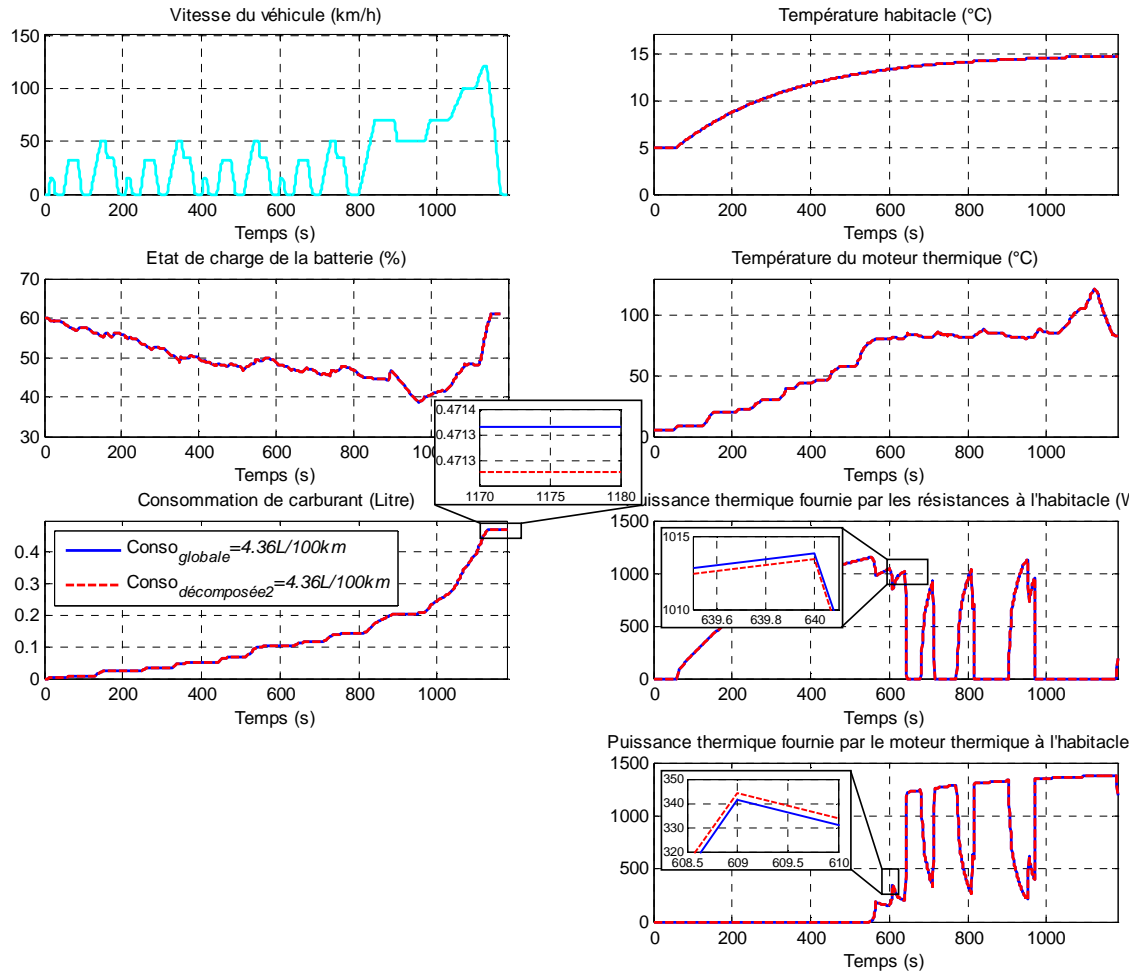 Vitesse du véhicule (km/h)
150
100
50
0
0 200 400 600 800 1000
Temps (s)
Température habitacle (°C)
15
10
5
0
0 200 400 600 800 1000
Temps (s)
Etat de charge de la batterie (%)
70
60
50
40
30
0 200 400 600 800
Temps (s)
Température du moteur thermique (°C)
100
50
0
0 200 400 600 800 1000
Temps (s)
0.4714
0.4713
0.4713
1170 1175 1180
Consommation de carburant (Litre)
0.4
0.3
0.2
0.1
0
Conso globale=4.36L/100km
Conso décomposée2=4.36L/100km
0 200 400 600 800 1000
Temps (s)
uissance thermique fournie par les résistances à l'habitacle (W
1500
1000
500
0
1015
1010
639.6 639.8 640
0 200 400 600 800 1000
Temps (s)
Puissance thermique fournie par le moteur thermique à l'habitacle
1500
1000
500
0
350
340
330
320
608.5 609 609.5 610
0 200 400 600 800 1000
Temps (s)